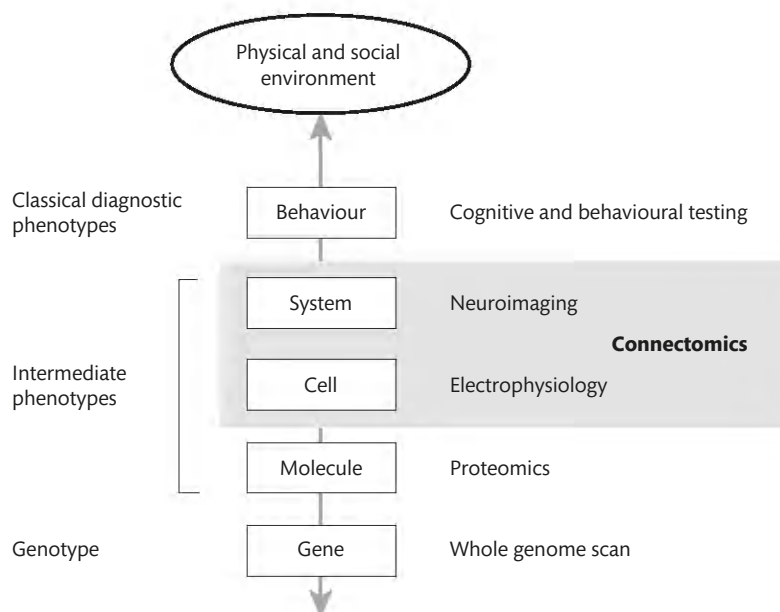 Physical and social
environment
Classical diagnostic
phenotypes
Behaviour
Cognitive and behavioural testing
System
Neuroimaging
Connectomics
Intermediate
phenotypes
Cell
Electrophysiology
Molecule
Proteomics
Genotype
Gene
Whole genome scan